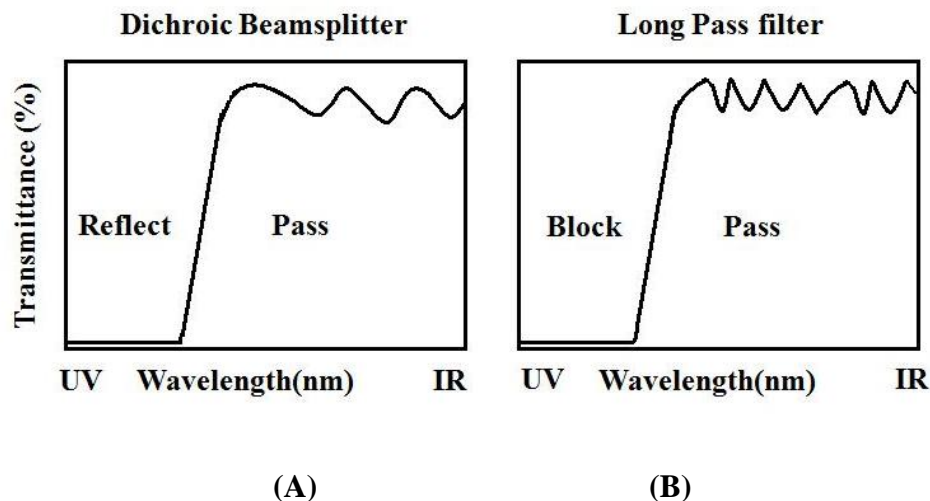 Dichroic Beamsplitter
Long Pass filter
Transmittance (%)
Reflect
Pass
Block
Pass
UV
Wavelength(nm)
IR
UV
Wavelength(nm)
IR
(A)
(B)